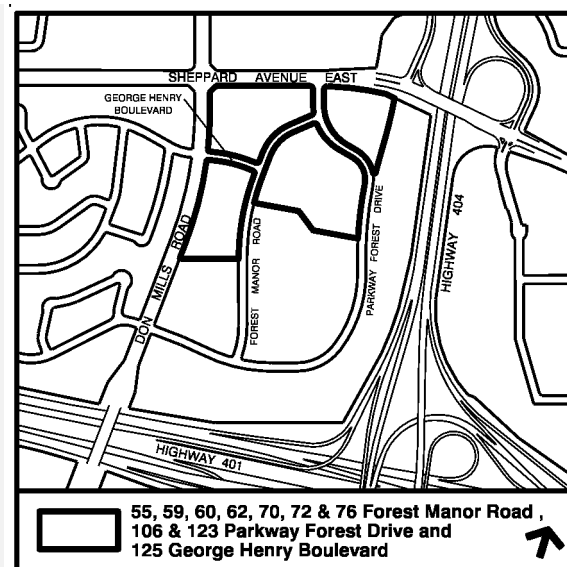 SHEPPARD AVENUE EAST
GEORGE HENRY
BOULEVARD
DON MILLS ROAD
FOREST MANOR ROAD
PARKWAY FOREST DRIVE
HIGHWAY 404
HIGHWAY 401
55, 59, 60, 62, 70, 72 & 76 Forest Manor Road ,
106 & 123 Parkway Forest Drive and
125 George Henry Boulevard